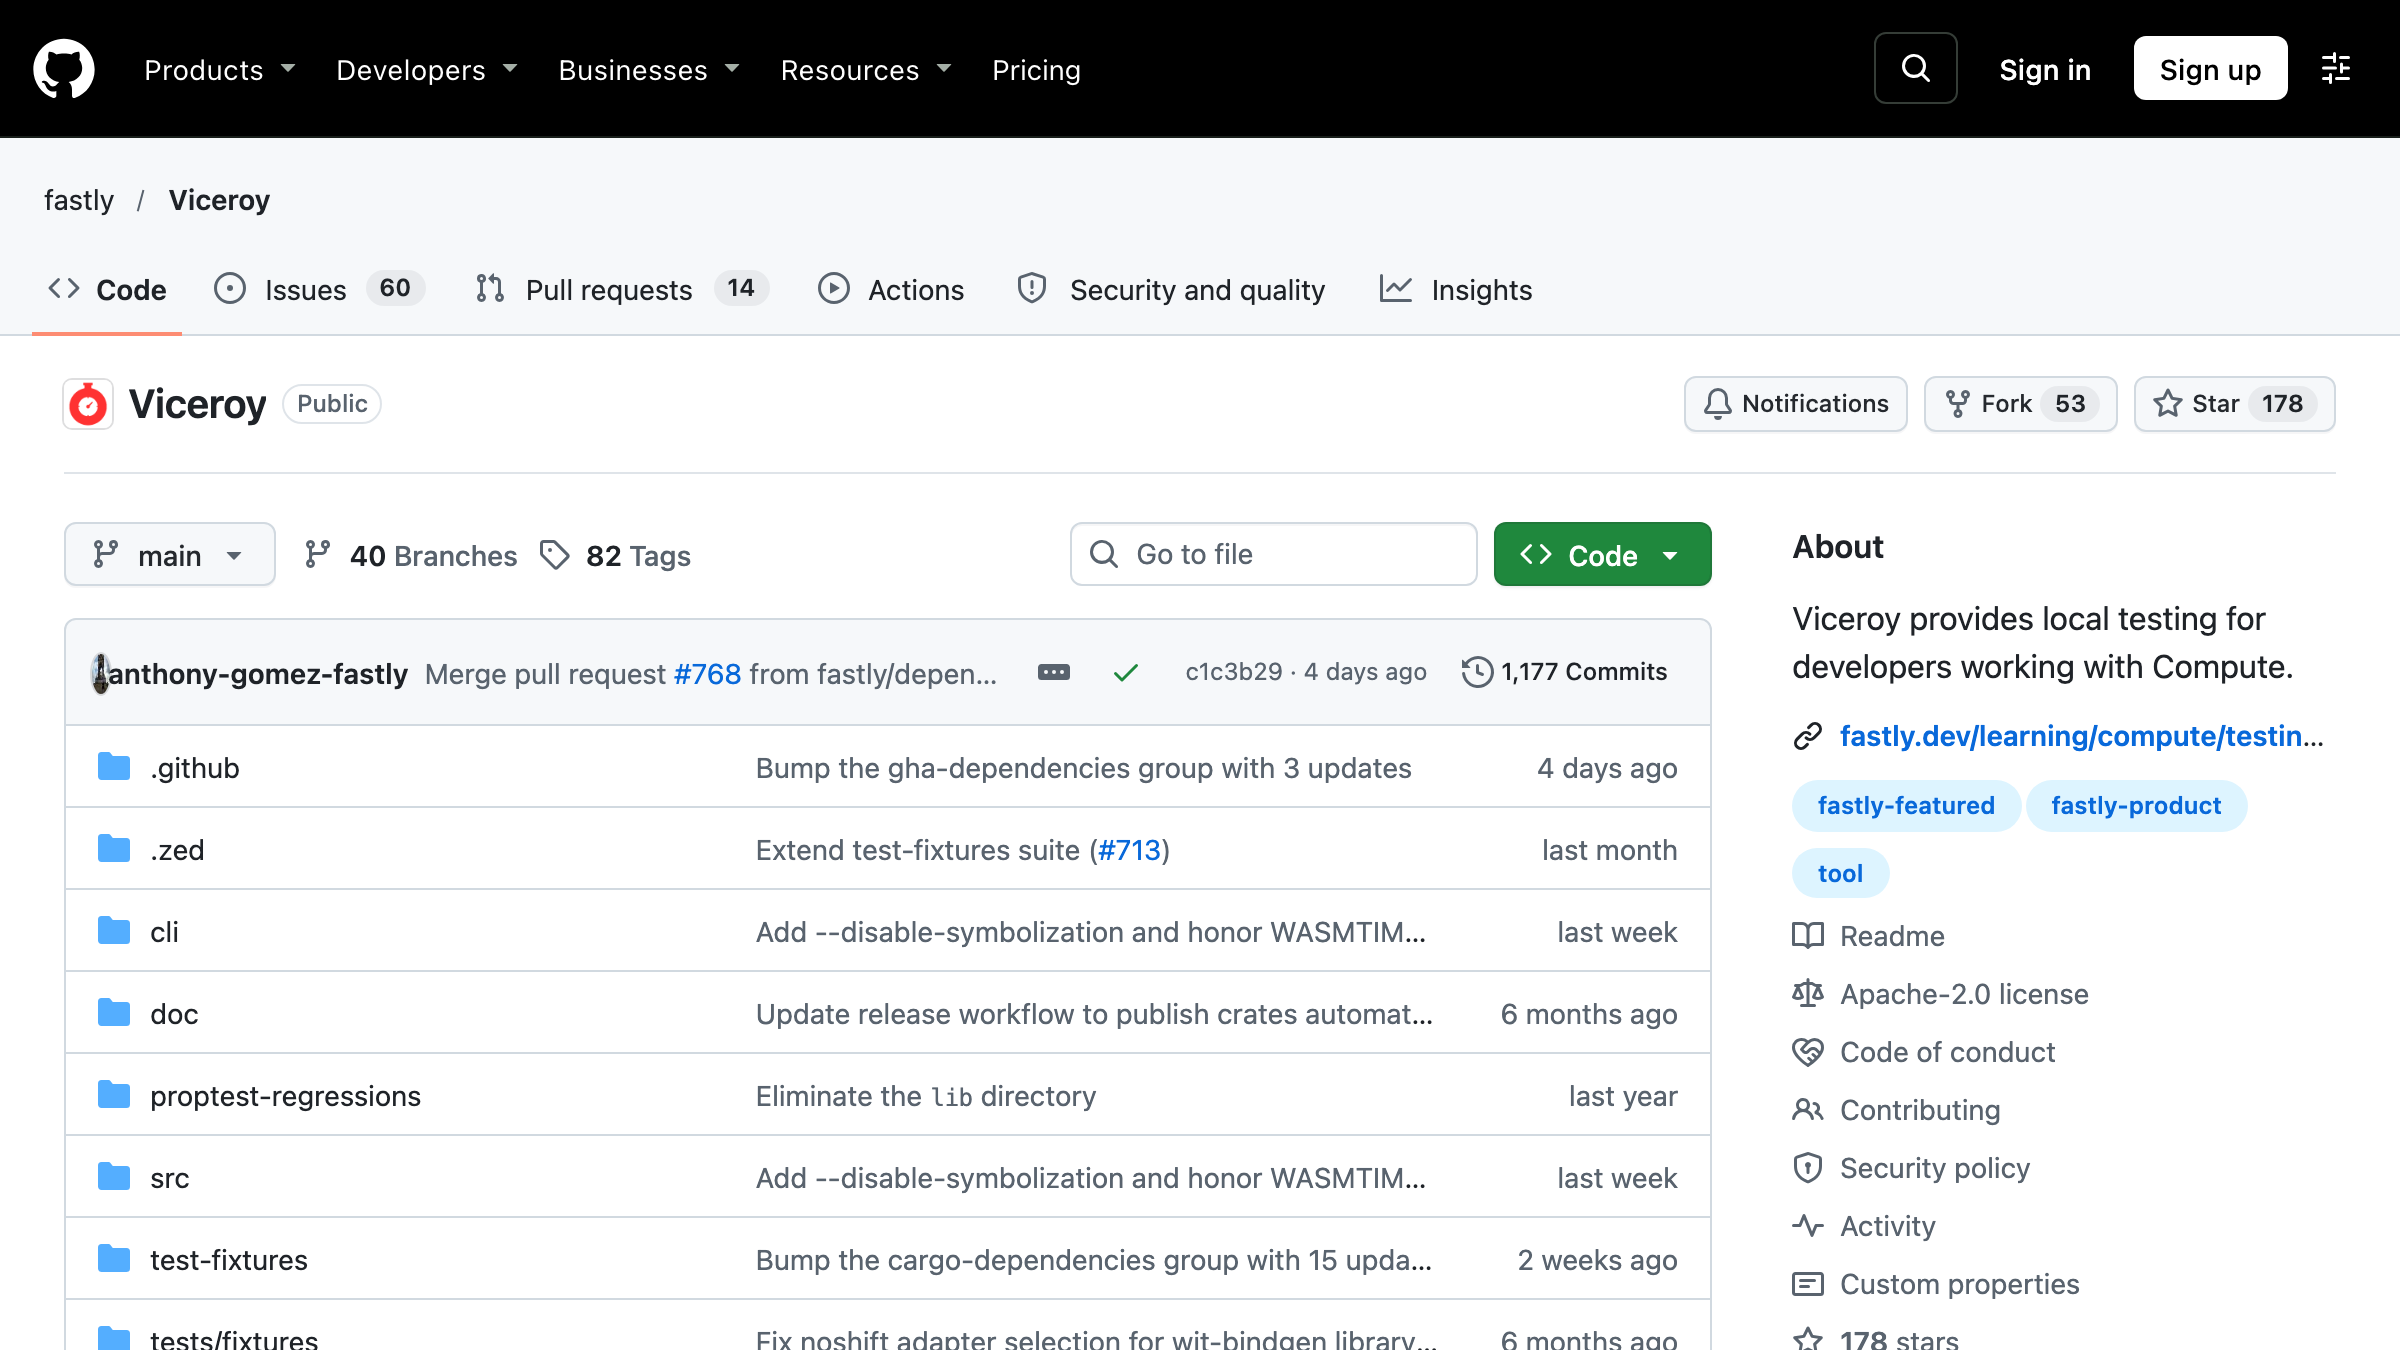 Products Developers Businesses Resources Pricing Sign in Sign up
fastly / Viceroy
Code Issues 60 Pull requests 14 Actions Security and quality Insights
Viceroy Public Notifications Fork 53 Star 178
main 40 Branches 82 Tags Go to file Code
anthony-gomez-fastly Merge pull request #768 from fastly/depen... c1c3b29 · 4 days ago 1,177 Commits
.github Bump the gha-dependencies group with 3 updates 4 days ago
.zed Extend test-fixtures suite (#713) last month
cli Add --disable-symbolization and honor WASMTIM... last week
doc Update release workflow to publish crates automat... 6 months ago
proptest-regressions Eliminate the lib directory last year
src Add --disable-symbolization and honor WASMTIM... last week
test-fixtures Bump the cargo-dependencies group with 15 upda... 2 weeks ago
tests/fixtures Fix noshift adapter selection for wit-bindgen library... 6 months ago
About
Viceroy provides local testing for
developers working with Compute.
fastly.dev/learning/compute/testin...
fastly-featured fastly-product
tool
Readme
Apache-2.0 license
Code of conduct
Contributing
Security policy
Activity
Custom properties
178 stars